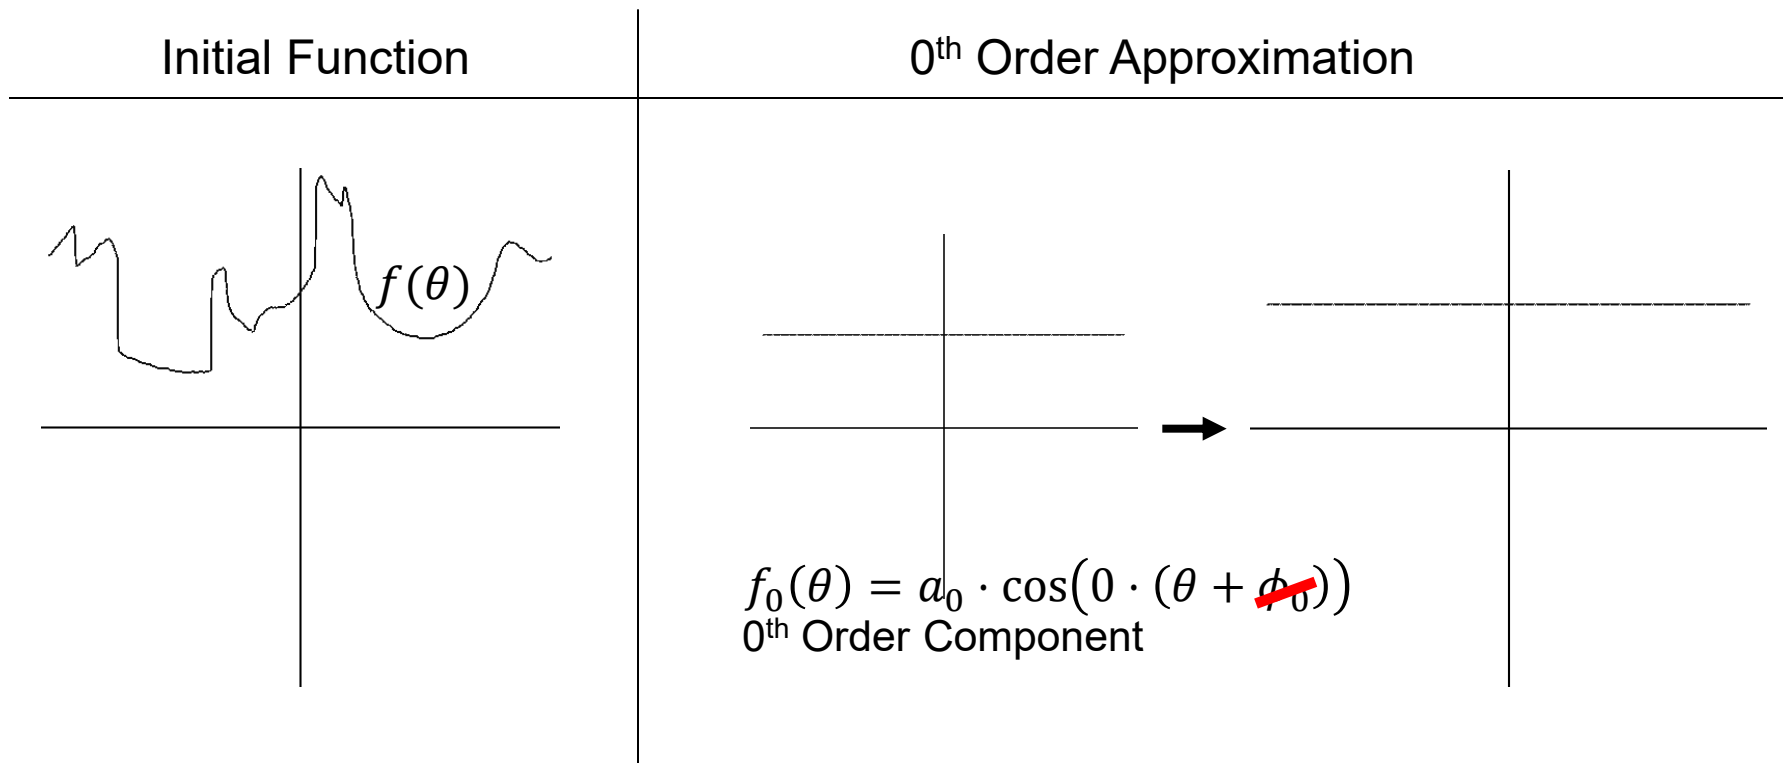 Initial Function
0th Order Approximation
f(θ)
f₀(θ) = a₀ · cos(0 · (θ + ϕ₀))
0th Order Component